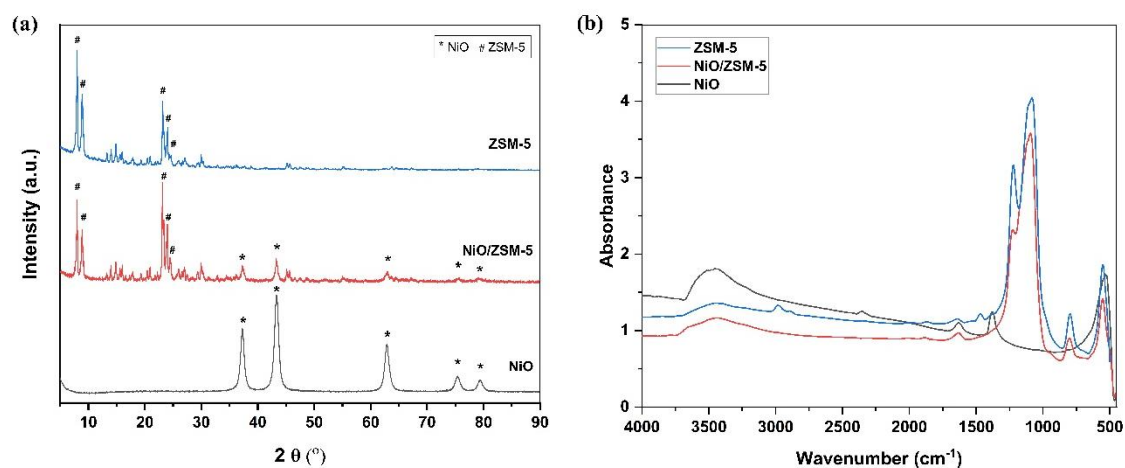 (a)
* NiO # ZSM-5
#
#
#
#
#
ZSM-5
#
#
#
#
#
NiO/ZSM-5
*
*
*
*
*
*
*
*
*
*
NiO
Intensity (a.u.)
10 20 30 40 50 60 70 80 90
2 θ (°)
(b)
ZSM-5
NiO/ZSM-5
NiO
5
4
3
2
1
0
Absorbance
4000 3500 3000 2500 2000 1500 1000 500
Wavenumber (cm⁻¹)